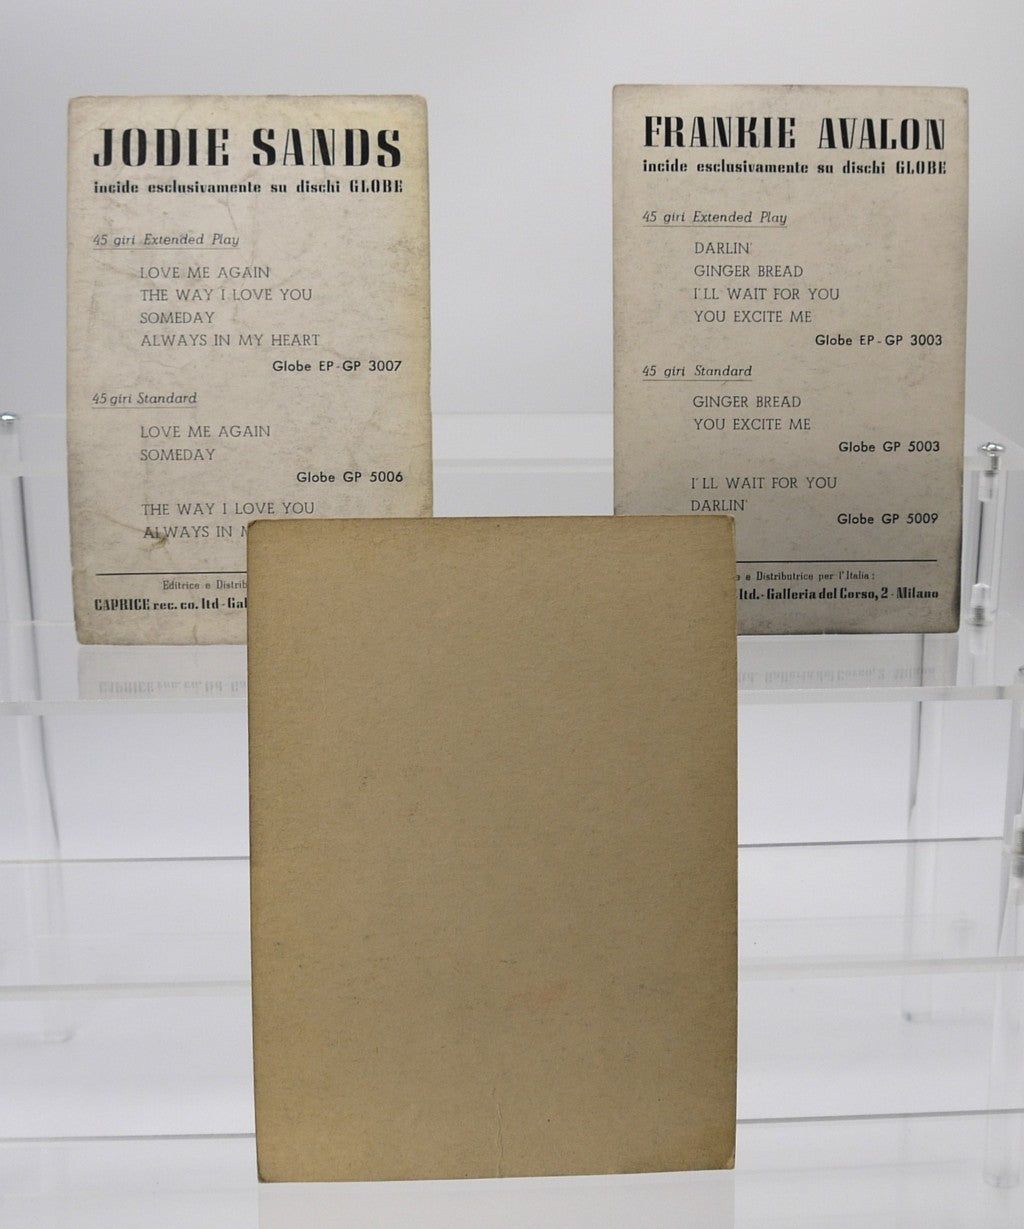 JODIE SANDS
incide esclusivamente su dischi GLOBE
45 giri Extended Play
LOVE ME AGAIN
THE WAY I LOVE YOU
SOMEDAY
ALWAYS IN MY HEART
Globe EP-GP 3007
45 giri Standard
LOVE ME AGAIN
SOMEDAY
Globe GP 5006
THE WAY I LOVE YOU
ALWAYS IN
Editrice e Distrib
CAPRICE rec. co. ltd - Gal
FRANKIE AVALON
incide esclusivamente su dischi GLOBE
45 giri Extended Play
DARLIN'
GINGER BREAD
I'LL WAIT FOR YOU
YOU EXCITE ME
Globe EP-GP 3003
45 giri Standard
GINGER BREAD
YOU EXCITE ME
Globe GP 5003
I'LL WAIT FOR YOU
DARLIN'
Globe GP 5009
e Distributrice per l'Italia:
ltd. - Galleria del Corso, 2 - Milano